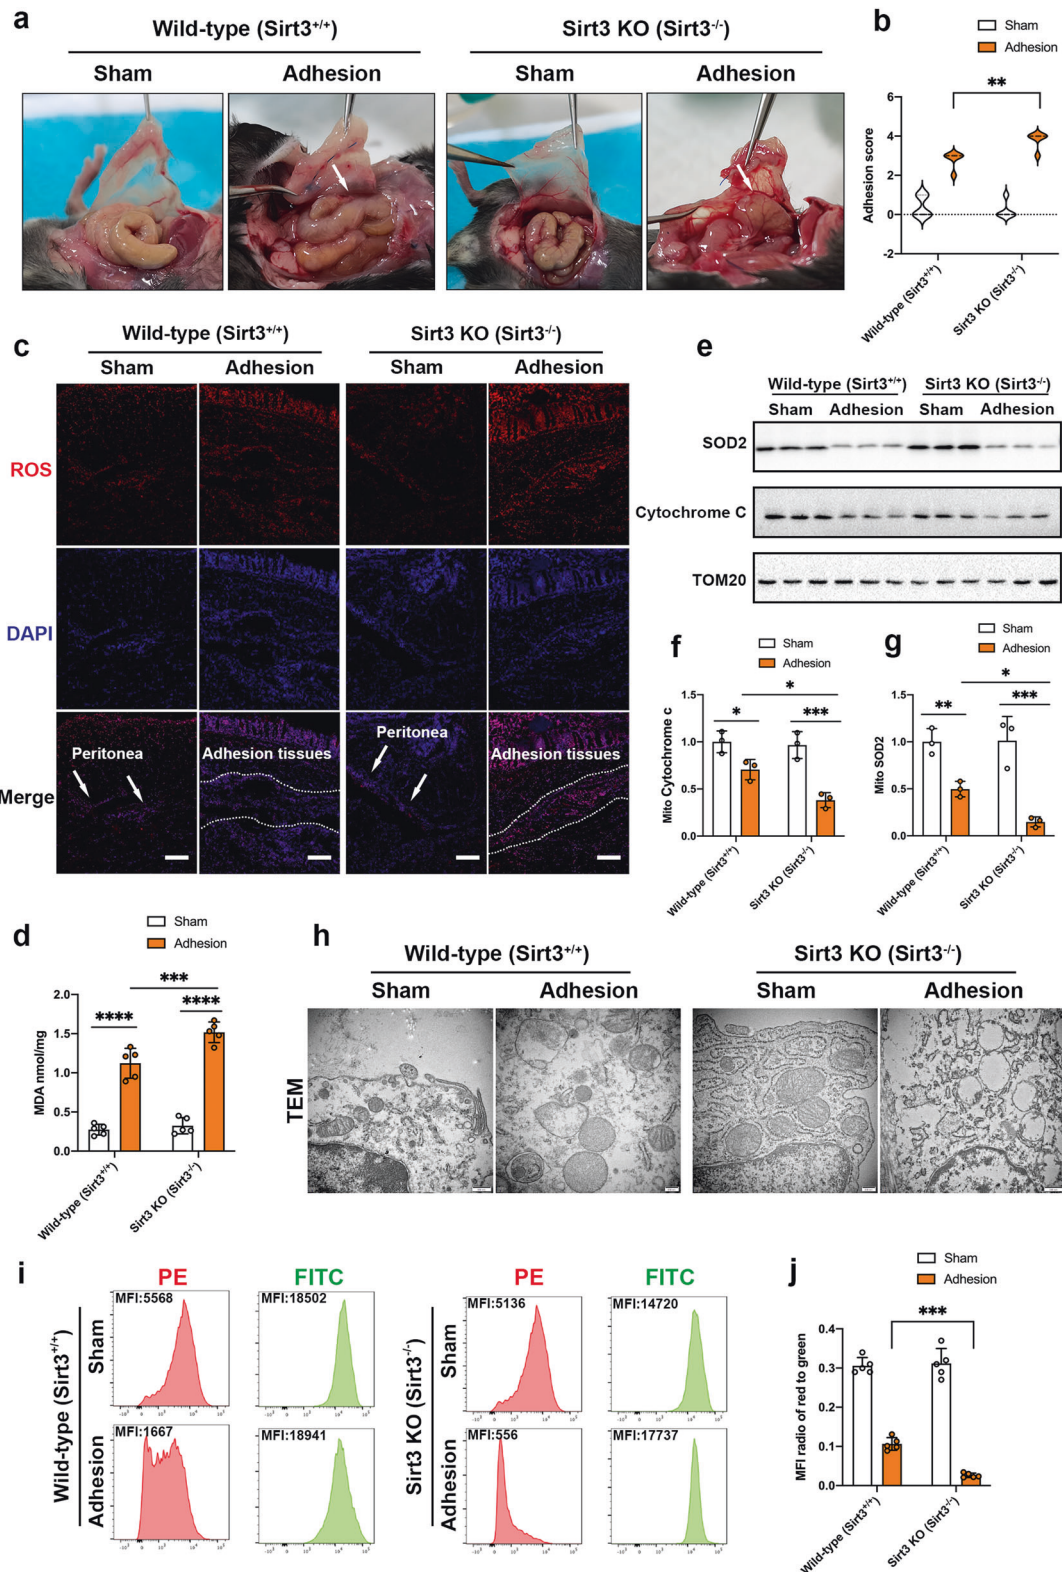 a
Wild-type (Sirt3+/+)
Sirt3 KO (Sirt3-/-)
Sham
Adhesion
Sham
Adhesion
b
Sham
Adhesion
**
Adhesion score
6
4
2
0
-2
Wild-type (Sirt3+/+)
Sirt3 KO (Sirt3-/-)
c
Wild-type (Sirt3+/+)
Sirt3 KO (Sirt3-/-)
Sham
Adhesion
Sham
Adhesion
ROS
DAPI
Merge
Peritonea
Adhesion tissues
Peritonea
Adhesion tissues
e
Wild-type (Sirt3+/+)
Sirt3 KO (Sirt3-/-)
Sham
Adhesion
Sham
Adhesion
SOD2
Cytochrome C
TOM20
f
Sham
Adhesion
*
*
***
Mito Cytochrome c
1.5
1.0
0.5
0.0
Wild-type (Sirt3+/+)
Sirt3 KO (Sirt3-/-)
g
Sham
Adhesion
*
**
***
Mito SOD2
1.5
1.0
0.5
0.0
Wild-type (Sirt3+/+)
Sirt3 KO (Sirt3-/-)
d
Sham
Adhesion
***
****
****
MDA nmol/mg
2.0
1.5
1.0
0.5
0.0
Wild-type (Sirt3+/+)
Sirt3 KO (Sirt3-/-)
h
Wild-type (Sirt3+/+)
Sirt3 KO (Sirt3-/-)
Sham
Adhesion
Sham
Adhesion
TEM
i
PE
FITC
PE
FITC
Wild-type (Sirt3+/+)
Sham
MFI:5568
MFI:18502
Adhesion
MFI:1667
MFI:18941
Sirt3 KO (Sirt3-/-)
Sham
MFI:5136
MFI:14720
Adhesion
MFI:556
MFI:17737
j
Sham
Adhesion
***
MFI radio of red to green
0.4
0.3
0.2
0.1
0.0
Wild-type (Sirt3+/+)
Sirt3 KO (Sirt3-/-)